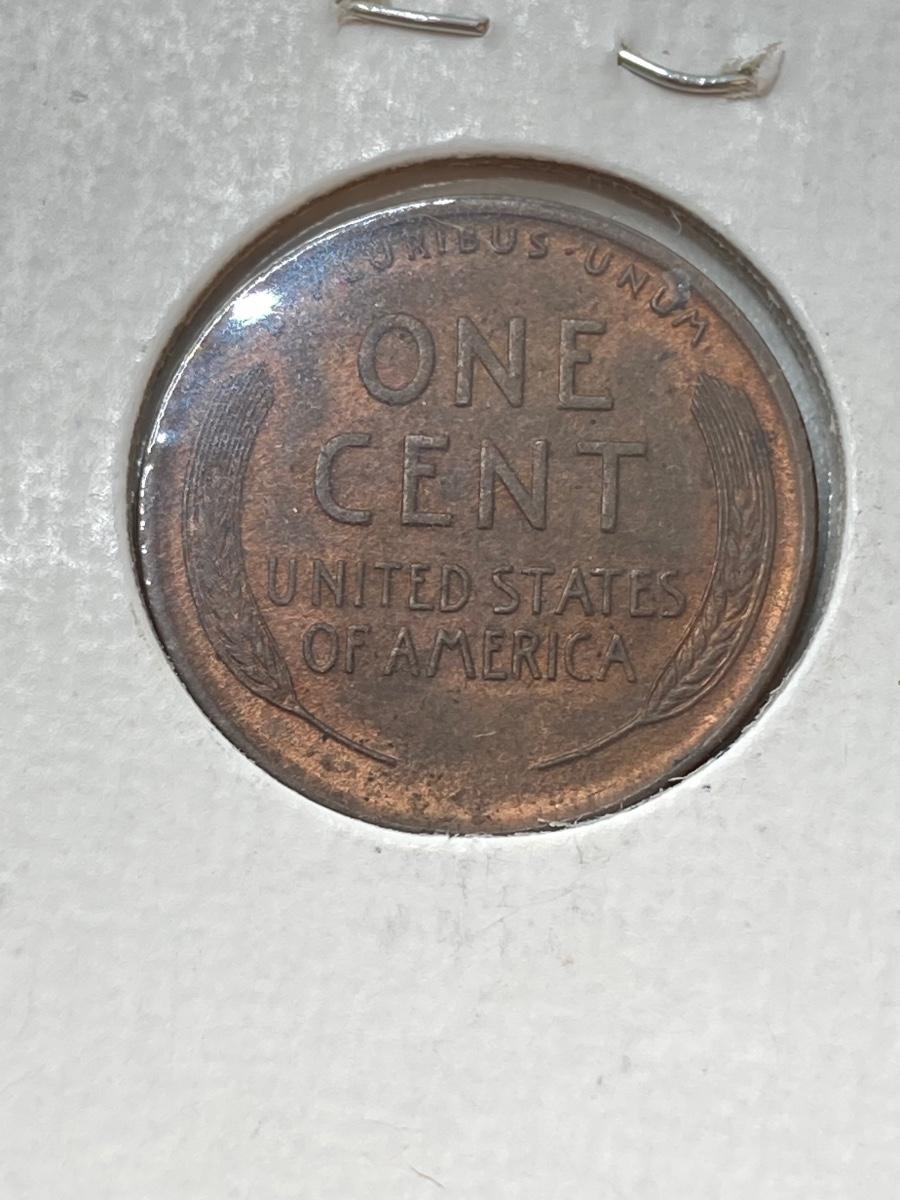 PLURIBUS · UNUM
ONE
CENT
UNITED STATES
OF·AMERICA